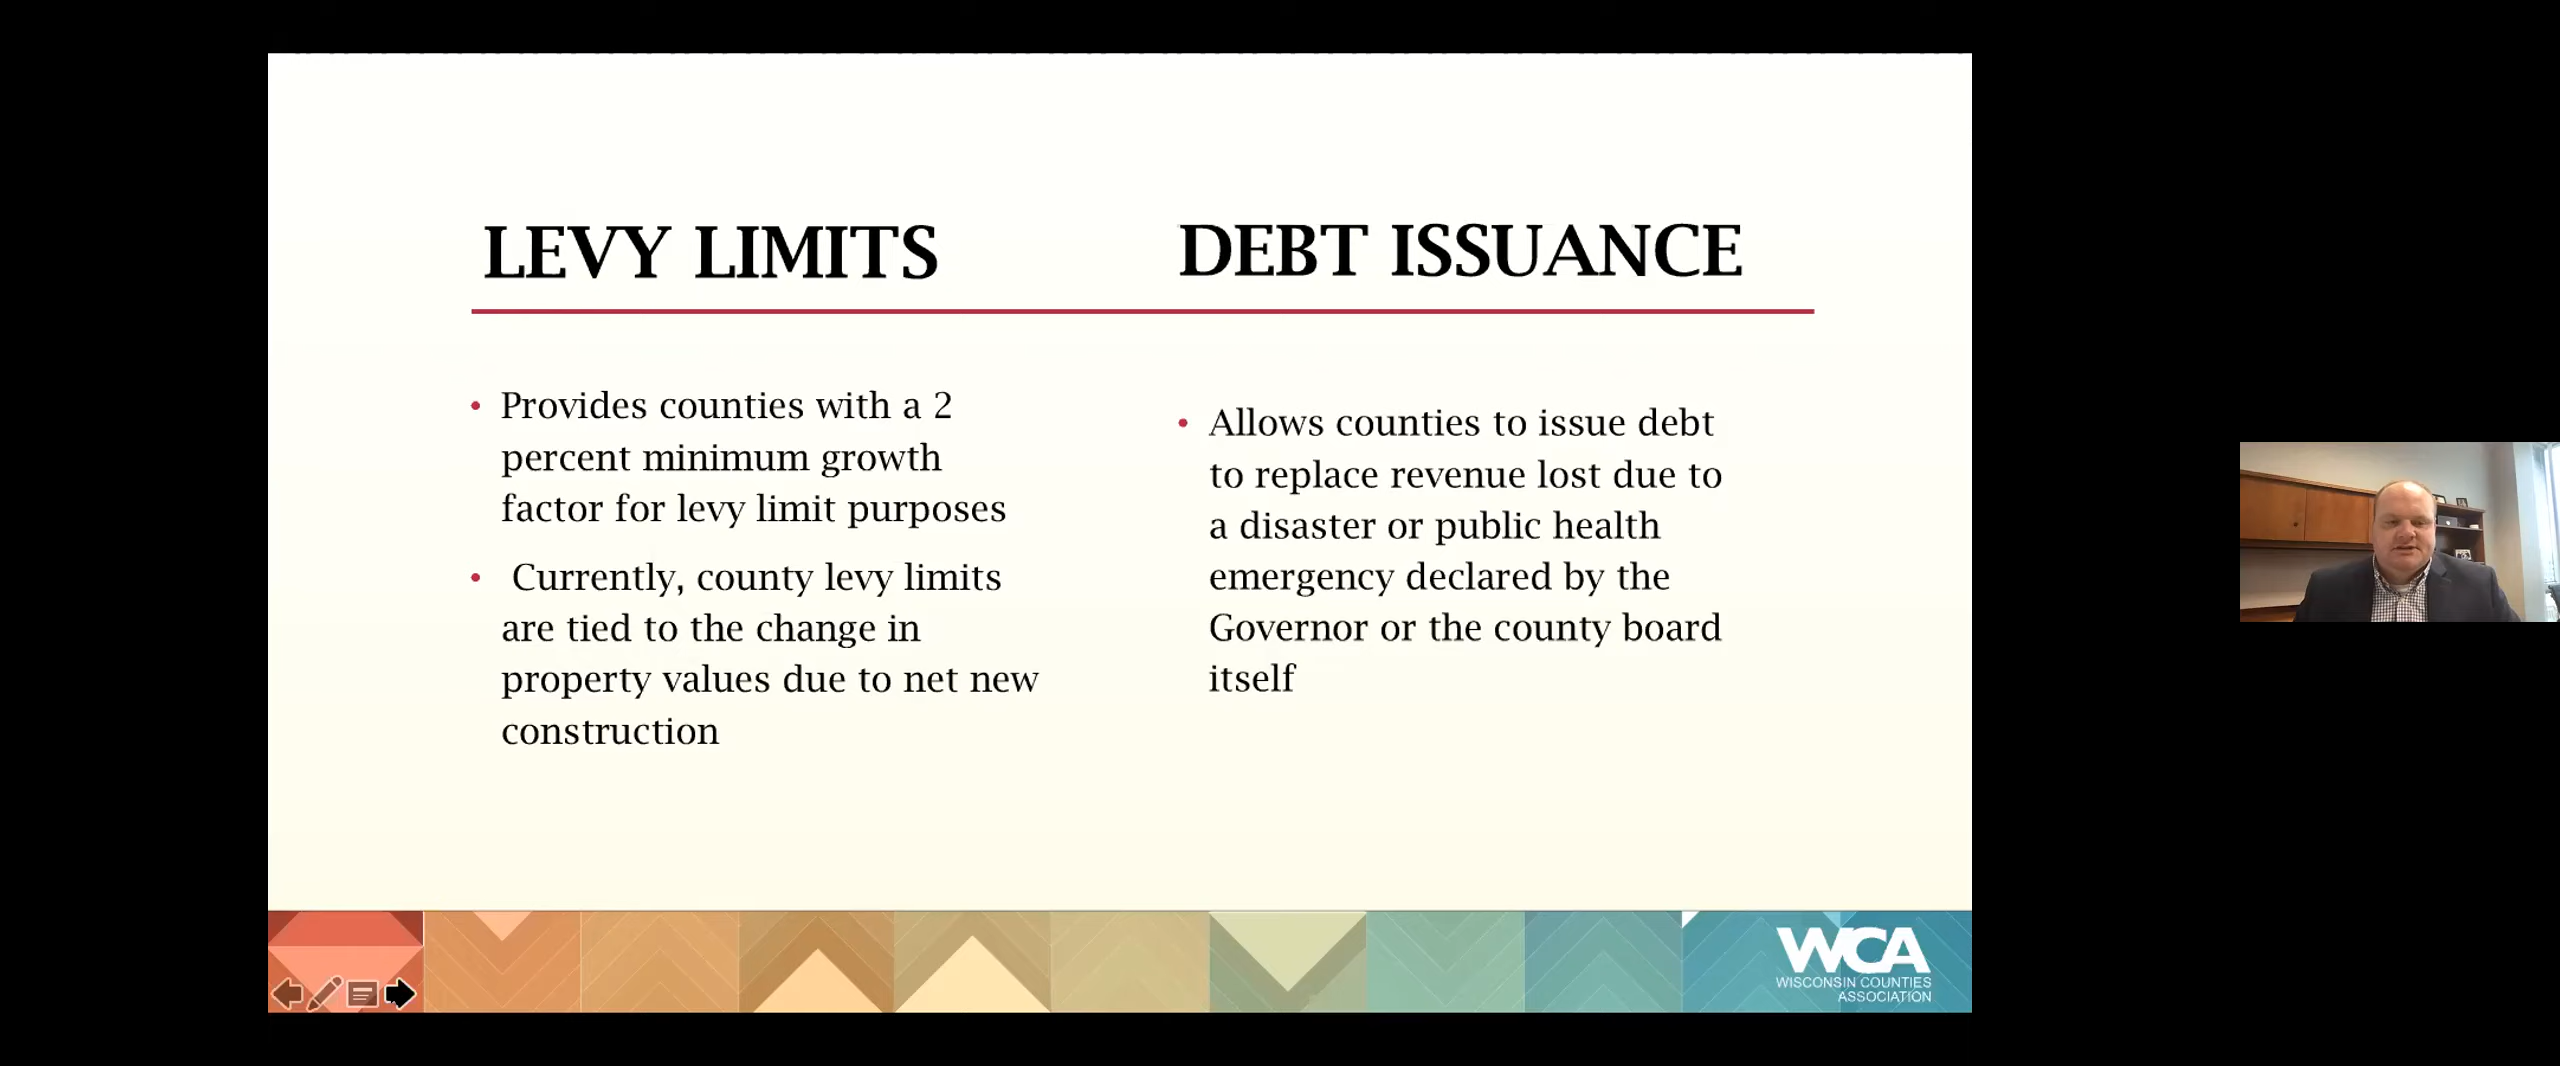 LEVY LIMITS
• Provides counties with a 2
percent minimum growth
factor for levy limit purposes
• Currently, county levy limits
are tied to the change in
property values due to net new
construction
DEBT ISSUANCE
• Allows counties to issue debt
to replace revenue lost due to
a disaster or public health
emergency declared by the
Governor or the county board
itself
WCA
WISCONSIN COUNTIES
ASSOCIATION